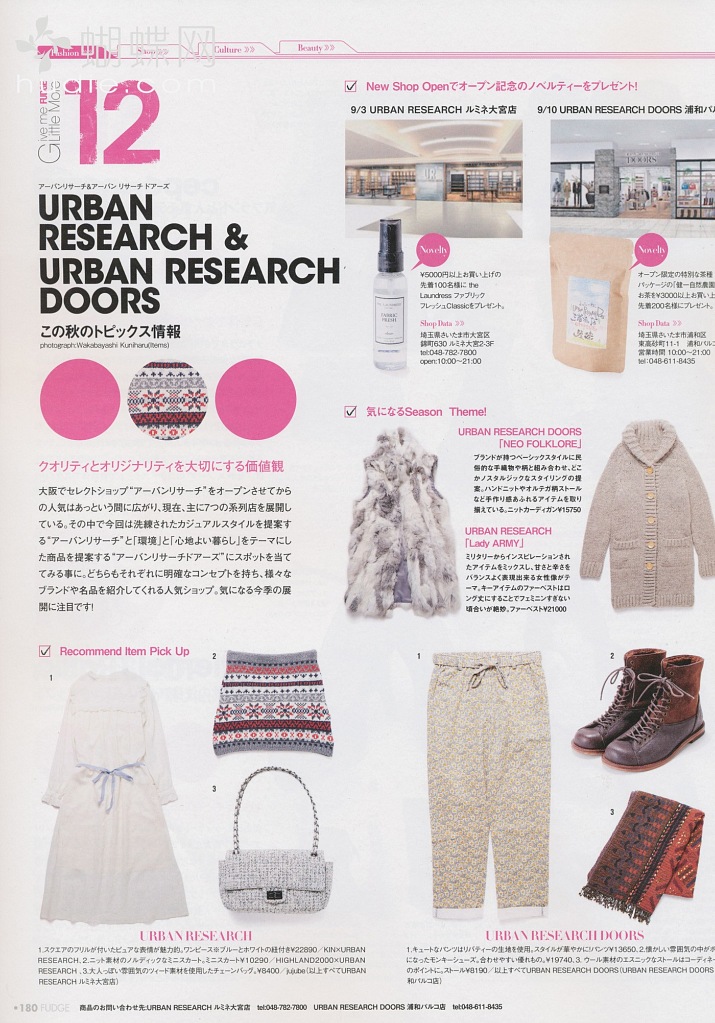 蝴蝶网
hudie.com
Fashion
Shop
Culture
Beauty
Give me FUDGE
Little More
12
アーバンリサーチ&アーバン リサーチ ドアーズ
URBAN
RESEARCH &
URBAN RESEARCH
DOORS
この秋のトピックス情報
photograph:Wakabayashi Kuniharu(Items)
クオリティとオリジナリティを大切にする価値観
大阪でセレクトショップ“アーバンリサーチ”をオープンさせてから
の人気はあっという間に広がり、現在、主に7つの系列店を展開し
ている。その中で今回は洗練されたカジュアルスタイルを提案す
る“アーバンリサーチ”と「環境」と「心地よい暮らし」をテーマにし
た商品を提案する“アーバンリサーチドアーズ”にスポットを当て
てみる事に。どちらもそれぞれに明確なコンセプトを持ち、様々な
ブランドや名品を紹介してくれる人気ショップ。気になる今季の展
開に注目です!
New Shop Openでオープン記念のノベルティーをプレゼント!
9/3 URBAN RESEARCH ルミネ大宮店
UR
Novelty
¥5000円以上お買い上げの
先着100名様に the
Laundress ファブリック
フレッシュClassicをプレゼント。
Shop Data
埼玉県さいたま市大宮区
錦町630 ルミネ大宮2-3F
tel:048-782-7800
open:10:00～21:00
FABRIC
FRESH
9/10 URBAN RESEARCH DOORS 浦和パル
DOORS
Novelty
オープン限定の特別な茶種
パッケージの「健一自然農園
お茶を¥3000以上お買い上
先着200名様にプレゼント。
Shop Data
埼玉県さいたま市浦和区
東高砂町11-1 浦和パルコ
営業時間 10:00～21:00
tel:048-611-8435
気になるSeason Theme!
URBAN RESEARCH DOORS
「NEO FOLKLORE」
ブランドが持つベーシックスタイルに民
俗的な手織物や柄と組み合わせ、どこ
かノスタルジックなスタイリングの提
案。ハンドニットやオルテガ柄ストール
など手作り感あふれるアイテムを取り
揃えている。ニットカーディガン¥15750
URBAN RESEARCH
「Lady ARMY」
ミリタリーからインスピレーションされ
たアイテムをミックスし、甘さと辛さを
バランスよく表現出来る女性像がテ
ーマ。キーアイテムのファーベストはロ
ング丈にすることでフェミニンすぎない
頃合いが絶妙。ファーベスト¥21000
Recommend Item Pick Up
1
2
3
1
2
3
URBAN RESEARCH
1.スクエアのフリルが付いたピュアな表情が魅力的。ワンピース※ブルーとホワイトの紐付き¥22890／KIN×URBAN
RESEARCH、2.ニット素材のノルディックなミニスカート。ミニスカート¥10290／HIGHLAND2000×URBAN
RESEARCH 、3.大人っぽい雰囲気のツィード素材を使用したチェーンバッグ。¥8400／jujube(以上すべてURBAN
RESEARCH ルミネ大宮店)
URBAN RESEARCH DOORS
1.キュートなパンツはリバティーの生地を使用。スタイルが華やかに!パンツ¥13650、2.懐かしい雰囲気の中がボ
になったモンキーシューズ。合わせやすい優れもの。¥19740、3. ウール素材のエスニックなストールはコーディネー
のポイントに。ストール¥8190／以上すべてURBAN RESEARCH DOORS(URBAN RESEARCH DOORS
和パルコ店)
•180 FUDGE 商品のお問い合わせ先:URBAN RESEARCH ルミネ大宮店 tel:048-782-7800 URBAN RESEARCH DOORS 浦和パルコ店 tel:048-611-8435